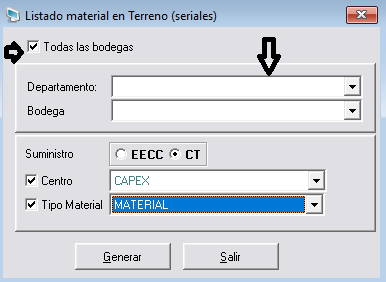 Listado material en Terreno (seriales)
Todas las bodegas
Departamento:
Bodega
Suministro EECC CT
Centro CAPEX
Tipo Material MATERIAL
Generar Salir